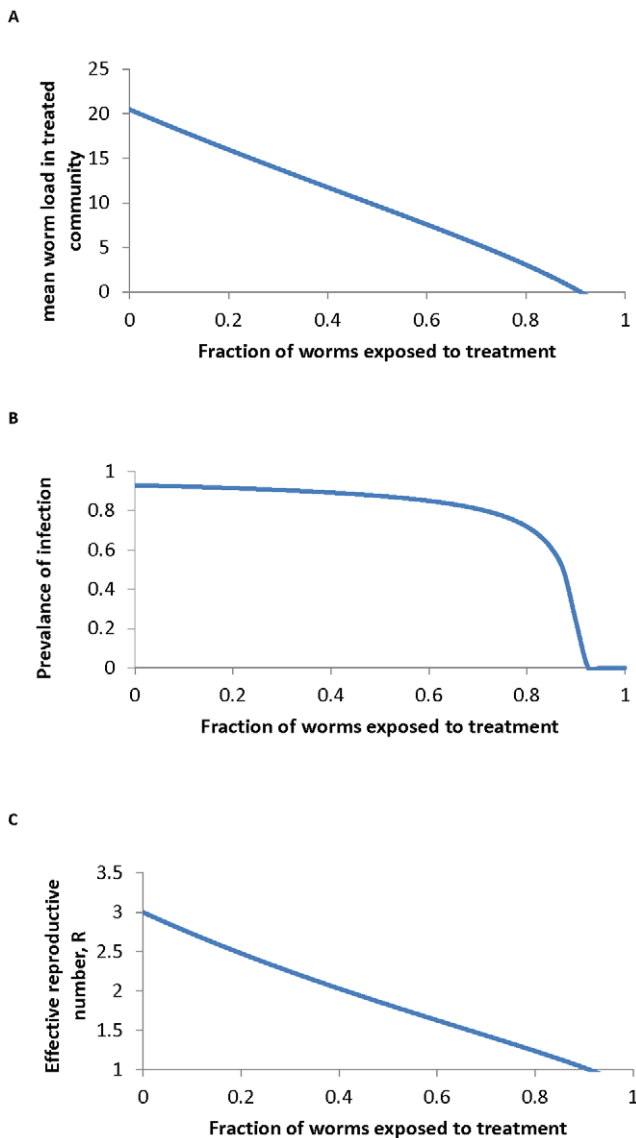 A
mean worm load in treated
community
25
20
15
10
5
0
0 0.2 0.4 0.6 0.8 1
Fraction of worms exposed to treatment
B
Prevalance of infection
1
0.8
0.6
0.4
0.2
0
0 0.2 0.4 0.6 0.8 1
Fraction of worms exposed to treatment
C
Effective reproductive
number, R
3.5
3
2.5
2
1.5
1
0 0.2 0.4 0.6 0.8 1
Fraction of worms exposed to treatment